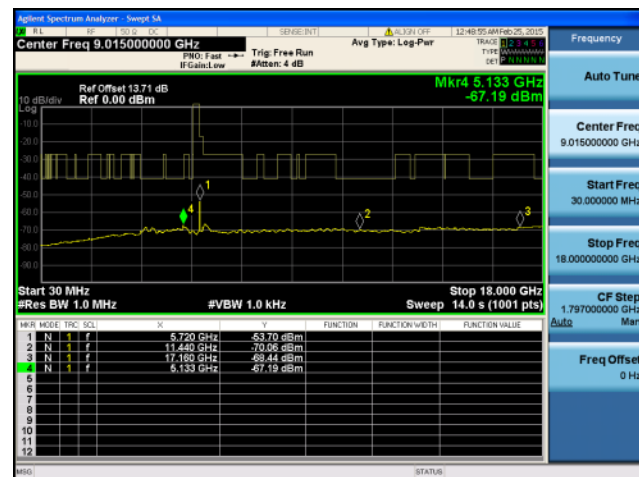 Agilent Spectrum Analyzer - Swept SA
RL RF 50 Ω DC SENSE:INT ALIGN OFF 12:48:55 AM Feb 25, 2015
Center Freq 9.015000000 GHz
PNO: Fast
IFGain:Low
Trig: Free Run
#Atten: 4 dB
Avg Type: Log-Pwr
TRACE 1 2 3 4 5 6
TYPE
DET P N N N N N
Ref Offset 13.71 dB
Ref 0.00 dBm
10 dB/div
Log
Mkr4 5.133 GHz
-67.19 dBm
-10.0
-20.0
-30.0
-40.0
-50.0
-60.0
-70.0
-80.0
-90.0
1
4
2
3
Start 30 MHz
#Res BW 1.0 MHz
#VBW 1.0 kHz
Stop 18.000 GHz
Sweep 14.0 s (1001 pts)
MKR MODE TRC SCL X Y FUNCTION FUNCTION WIDTH FUNCTION VALUE
1 N 1 f 5.720 GHz -53.70 dBm
2 N 1 f 11.440 GHz -70.06 dBm
3 N 1 f 17.160 GHz -68.44 dBm
4 N 1 f 5.133 GHz -67.19 dBm
5
6
7
8
9
10
11
12
MSG STATUS
Frequency
Auto Tune
Center Freq
9.015000000 GHz
Start Freq
30.000000 MHz
Stop Freq
18.000000000 GHz
CF Step
1.797000000 GHz
Auto Man
Freq Offset
0 Hz